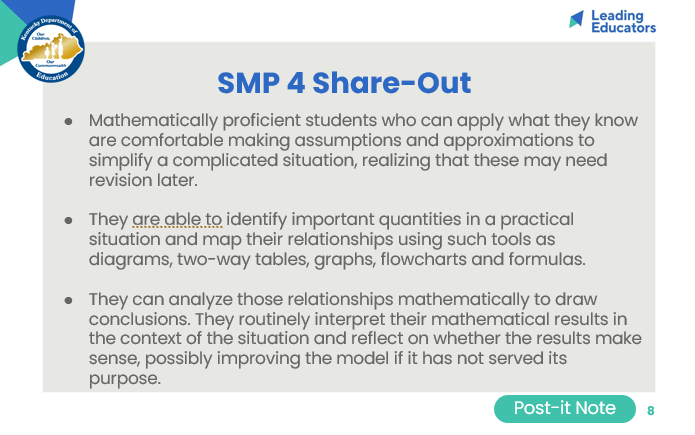 Kentucky Department of
Our
Children,
Our
Commonwealth
Education
Leading
Educators
SMP 4 Share-Out
● Mathematically proficient students who can apply what they know
are comfortable making assumptions and approximations to
simplify a complicated situation, realizing that these may need
revision later.
● They are able to identify important quantities in a practical
situation and map their relationships using such tools as
diagrams, two-way tables, graphs, flowcharts and formulas.
● They can analyze those relationships mathematically to draw
conclusions. They routinely interpret their mathematical results in
the context of the situation and reflect on whether the results make
sense, possibly improving the model if it has not served its
purpose.
Post-it Note
8